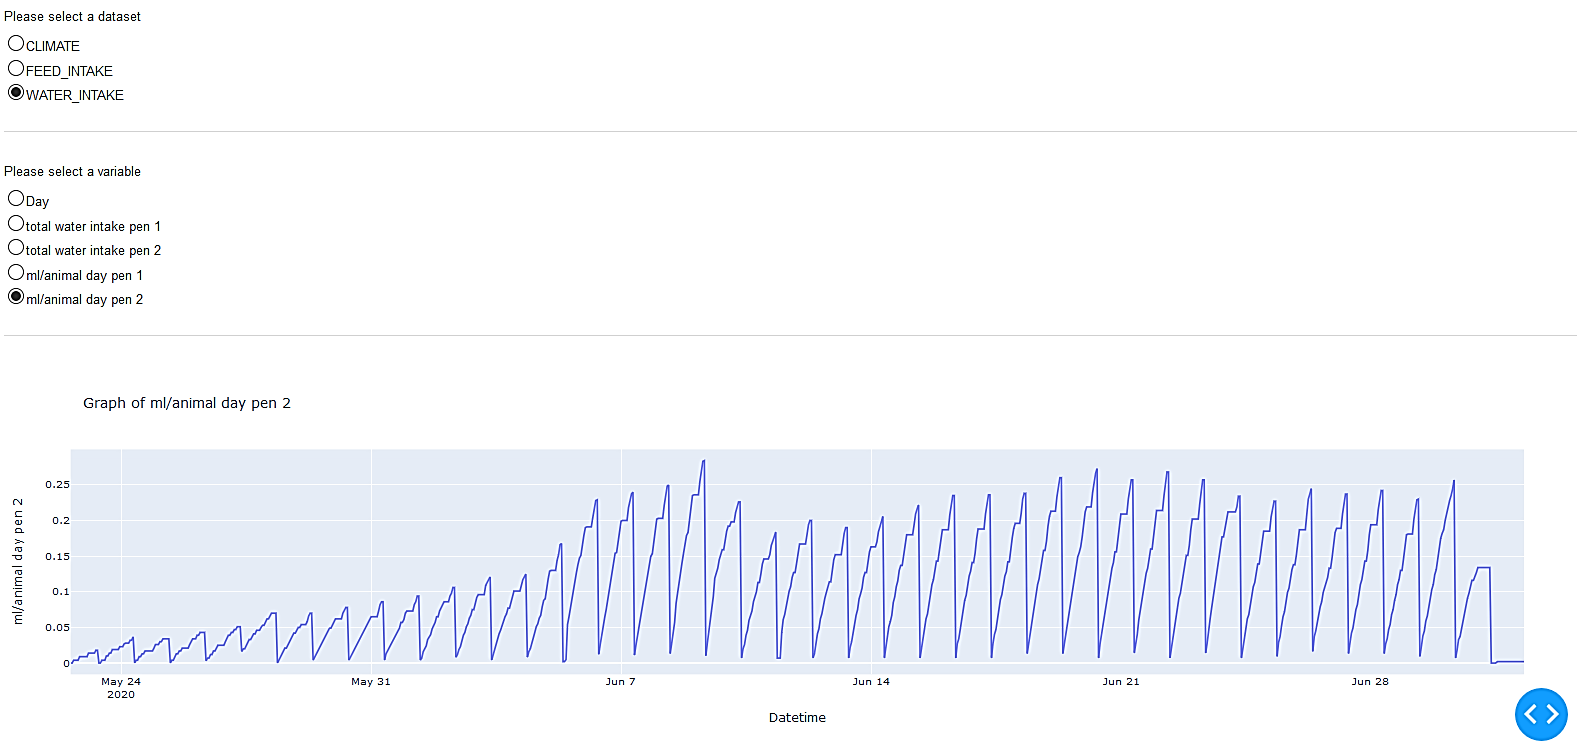 Please select a dataset
CLIMATE
FEED_INTAKE
WATER_INTAKE
Please select a variable
Day
total water intake pen 1
total water intake pen 2
ml/animal day pen 1
ml/animal day pen 2
Graph of ml/animal day pen 2
ml/animal day pen 2
0.25
0.2
0.15
0.1
0.05
0
May 24
2020
May 31
Jun 7
Jun 14
Jun 21
Jun 28
Datetime